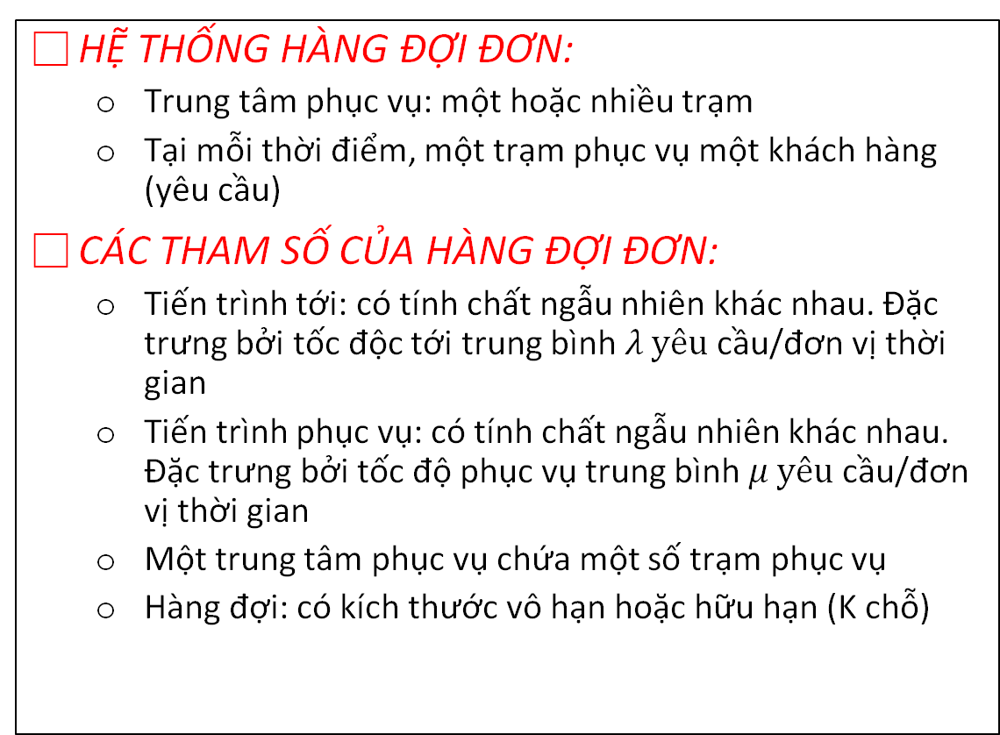 □ HỆ THỐNG HÀNG ĐỢI ĐƠN:
o Trung tâm phục vụ: một hoặc nhiều trạm
o Tại mỗi thời điểm, một trạm phục vụ một khách hàng
(yêu cầu)
□ CÁC THAM SỐ CỦA HÀNG ĐỢI ĐƠN:
o Tiến trình tới: có tính chất ngẫu nhiên khác nhau. Đặc
trưng bởi tốc độc tới trung bình λ yêu cầu/đơn vị thời
gian
o Tiến trình phục vụ: có tính chất ngẫu nhiên khác nhau.
Đặc trưng bởi tốc độ phục vụ trung bình μ yêu cầu/đơn
vị thời gian
o Một trung tâm phục vụ chứa một số trạm phục vụ
o Hàng đợi: có kích thước vô hạn hoặc hữu hạn (K chỗ)